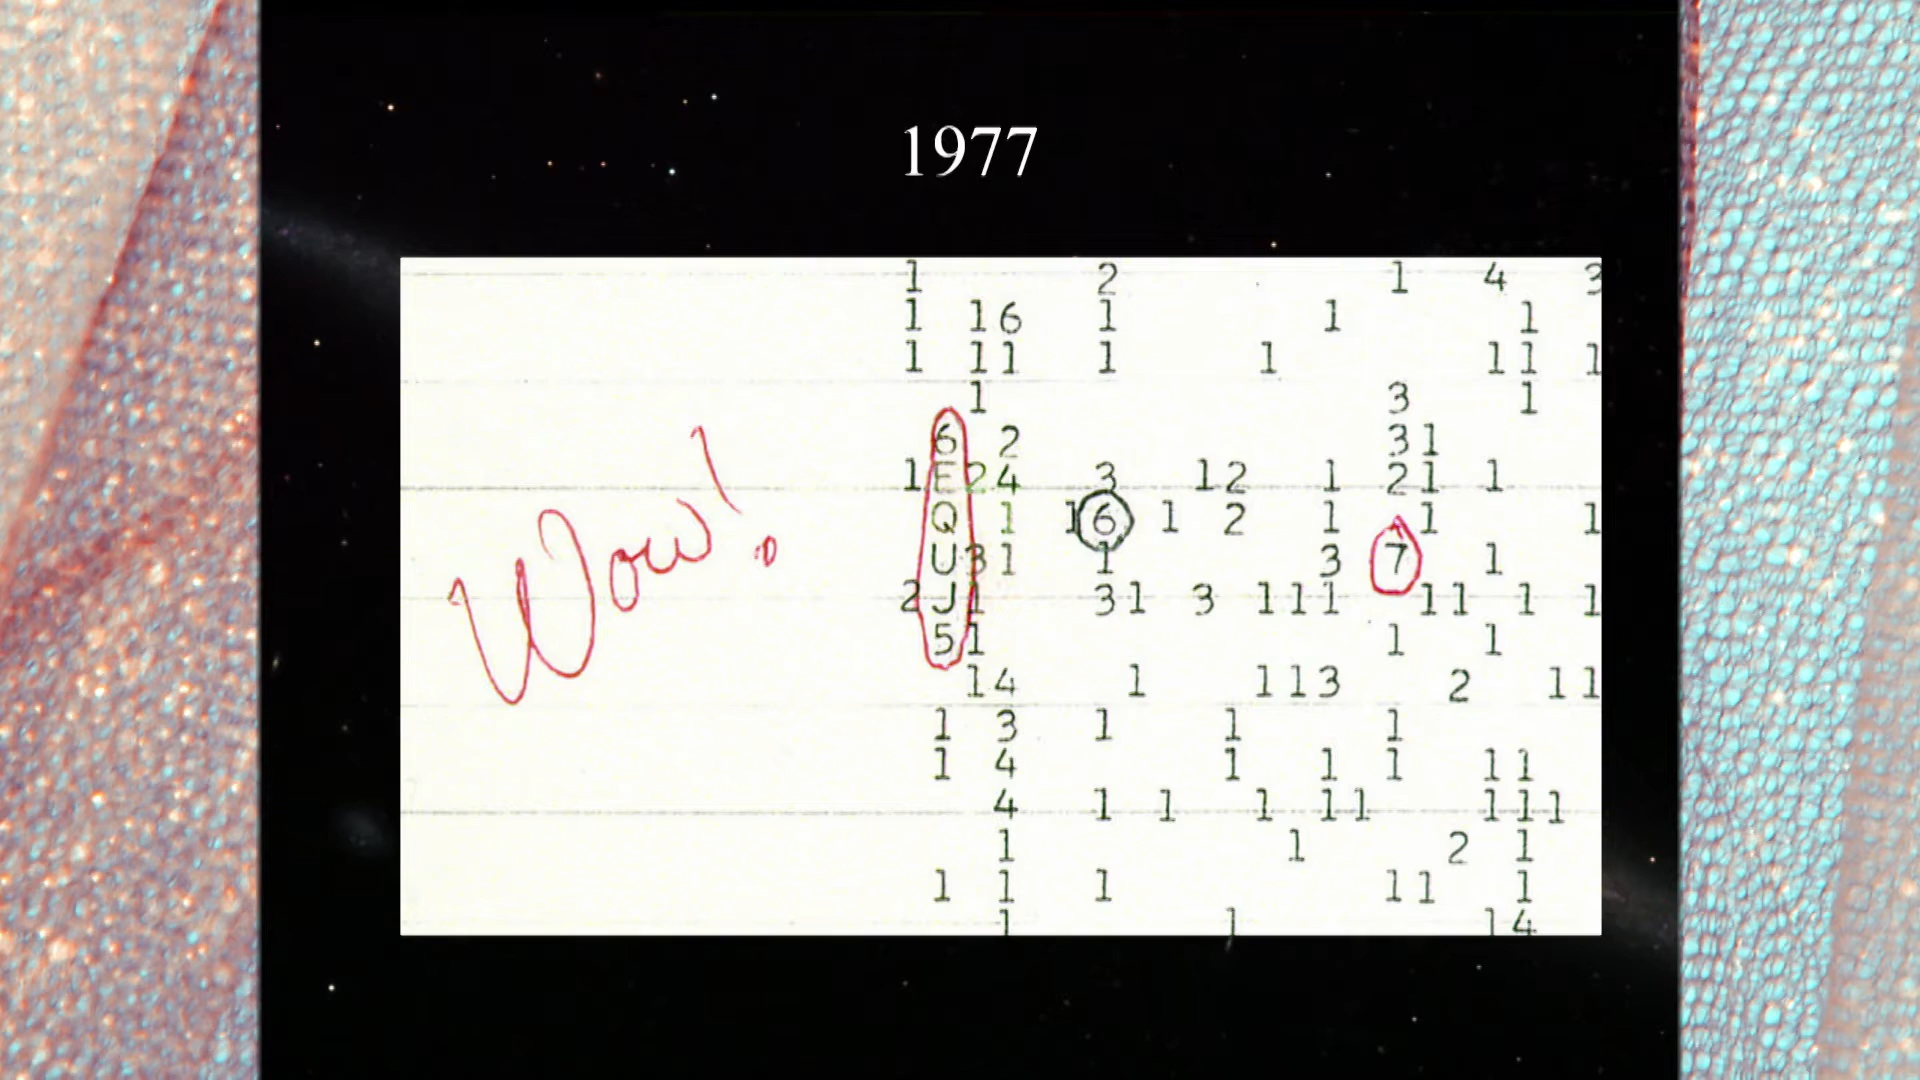 1977
1 2 1 4 3
1 16 1 1 1
1 11 1 1 11 1
1 3 1
6 2 31
1E24 3 12 1 21 1
Q 1 16 1 2 1 11 1
U31 1 3 7 1
2J1 31 3 111 11 1 1
51 1 1
14 1 113 2 11
1 3 1 1 1
1 4 1 1 1 11
4 1 1 1 11 111
1 1 2 1
1 1 1 11 1
1 1 14
Wow!